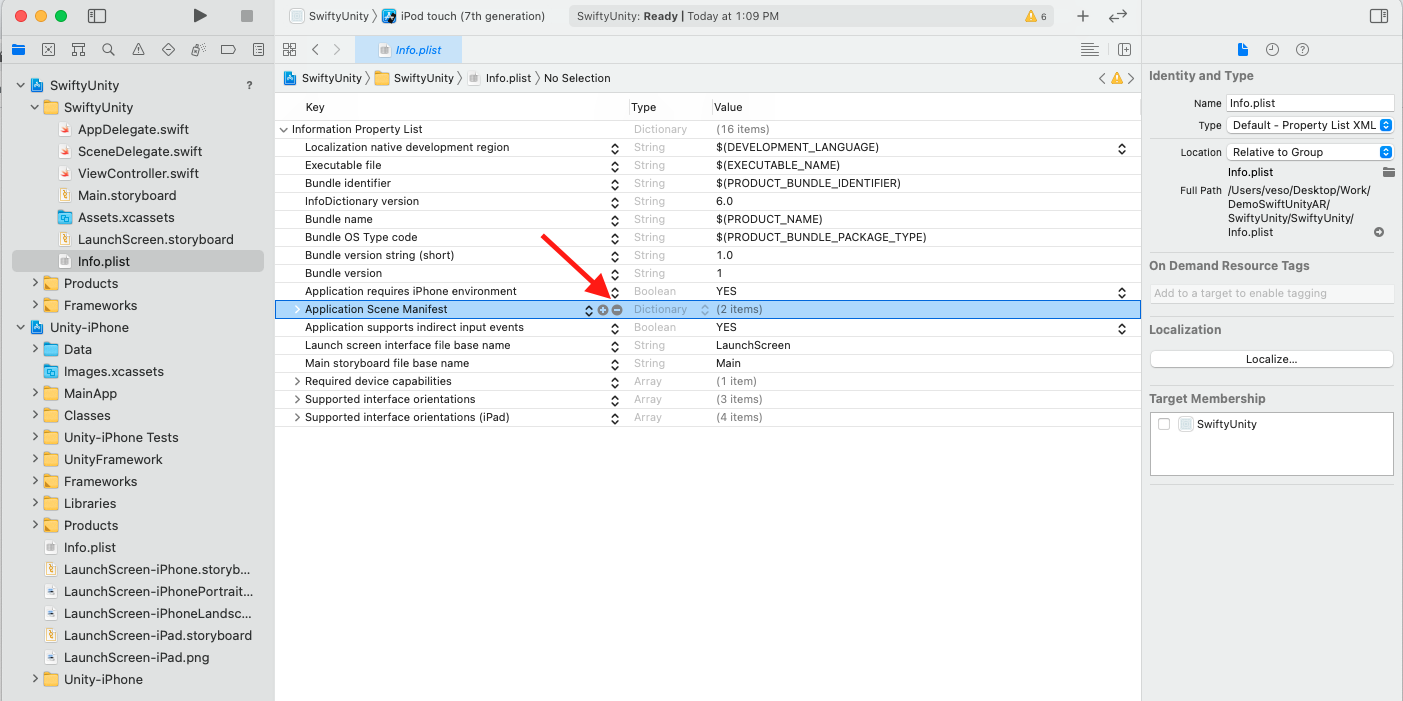 SwiftyUnity
iPod touch (7th generation)
SwiftyUnity: Ready | Today at 1:09 PM
6
Info.plist
SwiftyUnity
SwiftyUnity
Info.plist
No Selection
SwiftyUnity
?
SwiftyUnity
AppDelegate.swift
SceneDelegate.swift
ViewController.swift
Main.storyboard
Assets.xcassets
LaunchScreen.storyboard
Info.plist
Products
Frameworks
Unity-iPhone
Data
Images.xcassets
MainApp
Classes
Unity-iPhone Tests
UnityFramework
Frameworks
Libraries
Products
Info.plist
LaunchScreen-iPhone.storyb...
LaunchScreen-iPhonePortrait...
LaunchScreen-iPhoneLandsc...
LaunchScreen-iPad.storyboard
LaunchScreen-iPad.png
Unity-iPhone
Key Type Value
Information Property List Dictionary (16 items)
Localization native development region String $(DEVELOPMENT_LANGUAGE)
Executable file String $(EXECUTABLE_NAME)
Bundle identifier String $(PRODUCT_BUNDLE_IDENTIFIER)
InfoDictionary version String 6.0
Bundle name String $(PRODUCT_NAME)
Bundle OS Type code String $(PRODUCT_BUNDLE_PACKAGE_TYPE)
Bundle version string (short) String 1.0
Bundle version String 1
Application requires iPhone environment Boolean YES
Application Scene Manifest Dictionary (2 items)
Application supports indirect input events Boolean YES
Launch screen interface file base name String LaunchScreen
Main storyboard file base name String Main
Required device capabilities Array (1 item)
Supported interface orientations Array (3 items)
Supported interface orientations (iPad) Array (4 items)
Identity and Type
Name Info.plist
Type Default - Property List XML
Location Relative to Group
Info.plist
Full Path /Users/veso/Desktop/Work/
DemoSwiftUnityAR/
SwiftyUnity/SwiftyUnity/
Info.plist
On Demand Resource Tags
Add to a target to enable tagging
Localization
Localize...
Target Membership
SwiftyUnity